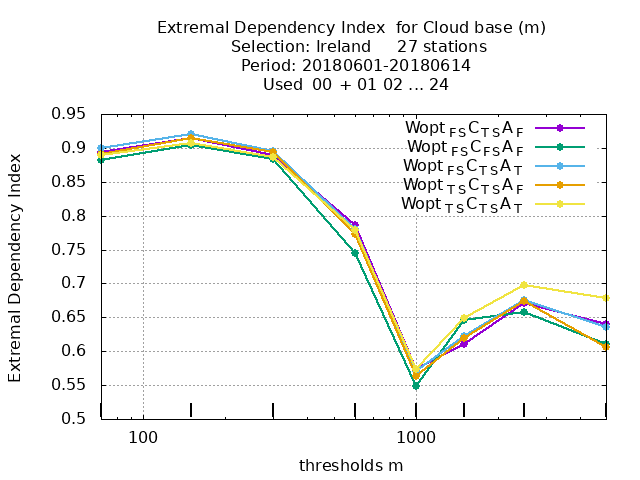 Extremal Dependency Index  for Cloud base (m)
Selection: Ireland     27 stations
Period: 20180601-20180614
Used  00 + 01 02 ... 24
Extremal Dependency Index
0.95
0.9
0.85
0.8
0.75
0.7
0.65
0.6
0.55
0.5
Wopt FS C TS A F
Wopt FS C FS A F
Wopt FS C TS A T
Wopt TS C TS A F
Wopt TS C TS A T
100 1000
thresholds m